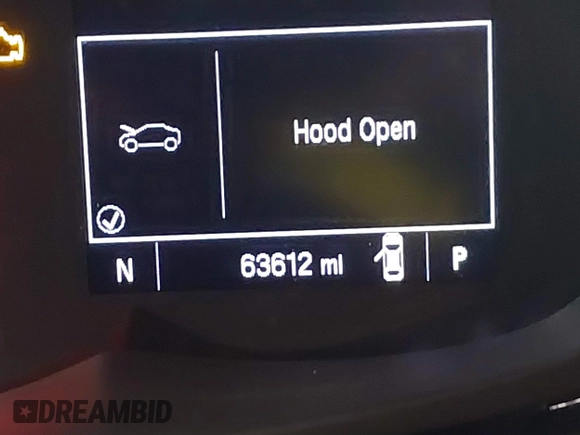 Hood Open
N 63612 mi P
DREAMBID